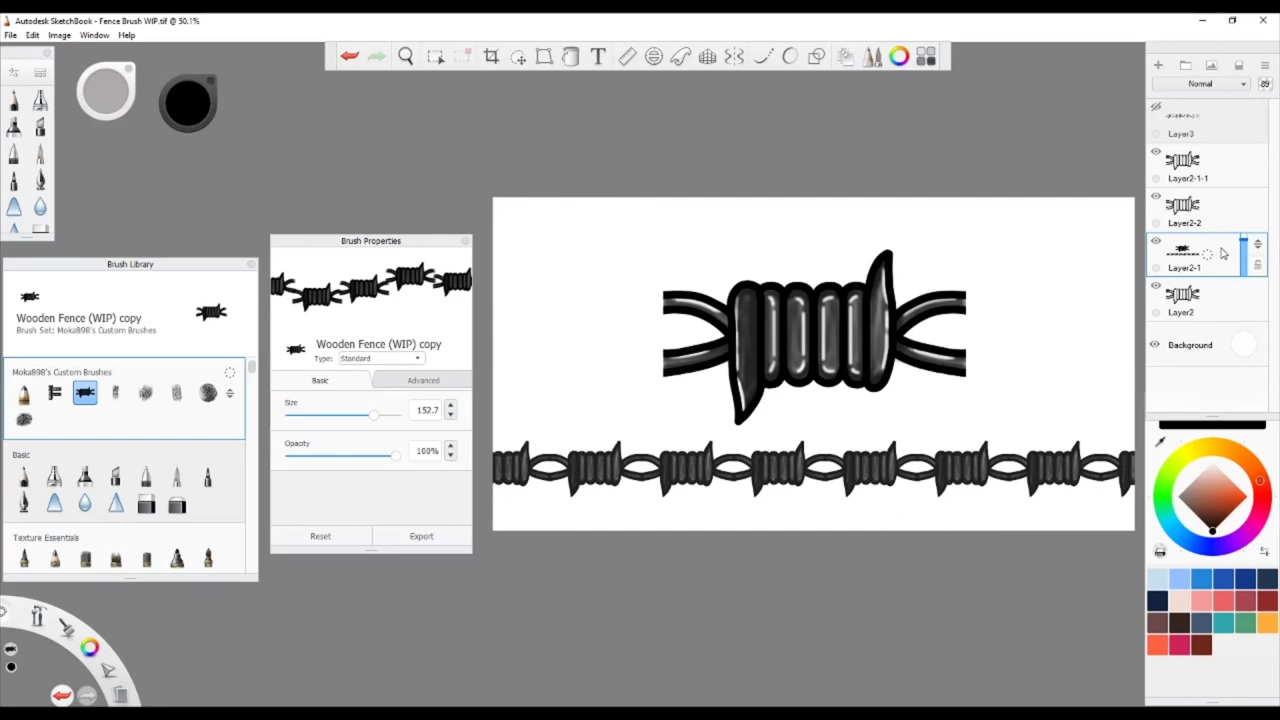 Autodesk SketchBook - Fence Brush WIP.tif @ 50.1%
File Edit Image Window Help
T
Normal
89
Layer3
Layer2-1-1
Layer2-2
Layer2-1
Layer2
Background
Brush Library
Wooden Fence (WIP) copy
Brush Set: Moka898's Custom Brushes
Moka898's Custom Brushes
Basic
Texture Essentials
Brush Properties
Wooden Fence (WIP) copy
Type: Standard
Basic Advanced
Size
152.7
Opacity
100%
Reset Export